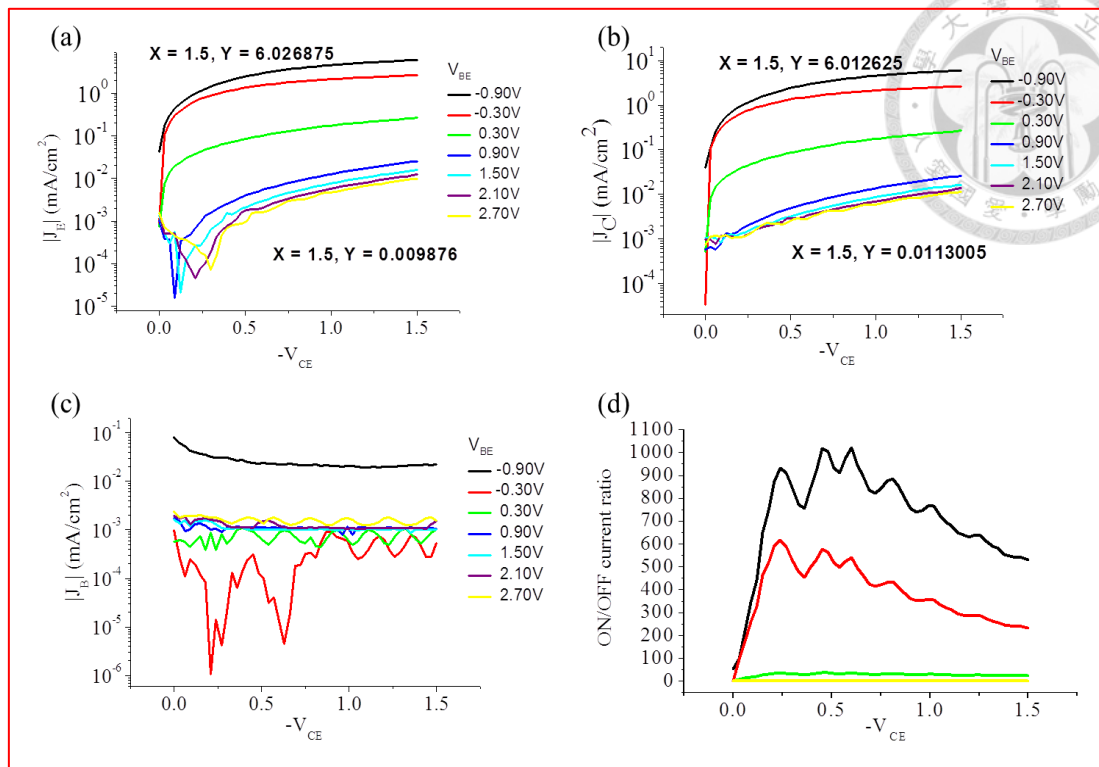 (a)
X = 1.5, Y = 6.026875
V_BE
-0.90V
-0.30V
0.30V
0.90V
1.50V
2.10V
2.70V
10^0
10^-1
10^-2
10^-3
10^-4
10^-5
|J_E| (mA/cm^2)
X = 1.5, Y = 0.009876
0.0 0.5 1.0 1.5
-V_CE
(b)
X = 1.5, Y = 6.012625
V_BE
-0.90V
-0.30V
0.30V
0.90V
1.50V
2.10V
2.70V
10^1
10^0
10^-1
10^-2
10^-3
10^-4
|J_C| (mA/cm^2)
X = 1.5, Y = 0.0113005
0.0 0.5 1.0 1.5
-V_CE
(c)
V_BE
-0.90V
-0.30V
0.30V
0.90V
1.50V
2.10V
2.70V
10^-1
10^-2
10^-3
10^-4
10^-5
10^-6
|J_B| (mA/cm^2)
0.0 0.5 1.0 1.5
-V_CE
(d)
1100
1000
900
800
700
600
500
400
300
200
100
0
ON/OFF current ratio
0.0 0.5 1.0 1.5
-V_CE